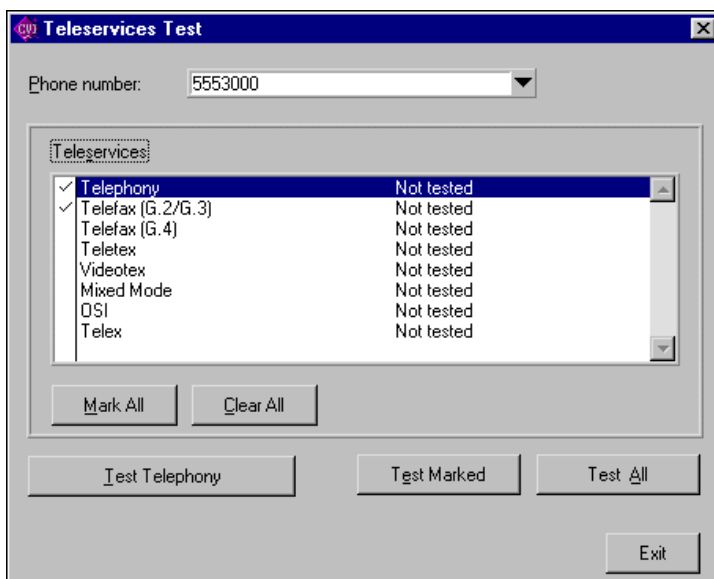 CVI Teleservices Test
Phone number: 5553000
Teleservices
Telephony Not tested
Telefax (G.2/G.3) Not tested
Telefax (G.4) Not tested
Teletex Not tested
Videotex Not tested
Mixed Mode Not tested
OSI Not tested
Telex Not tested
Mark All Clear All
Test Telephony Test Marked Test All
Exit